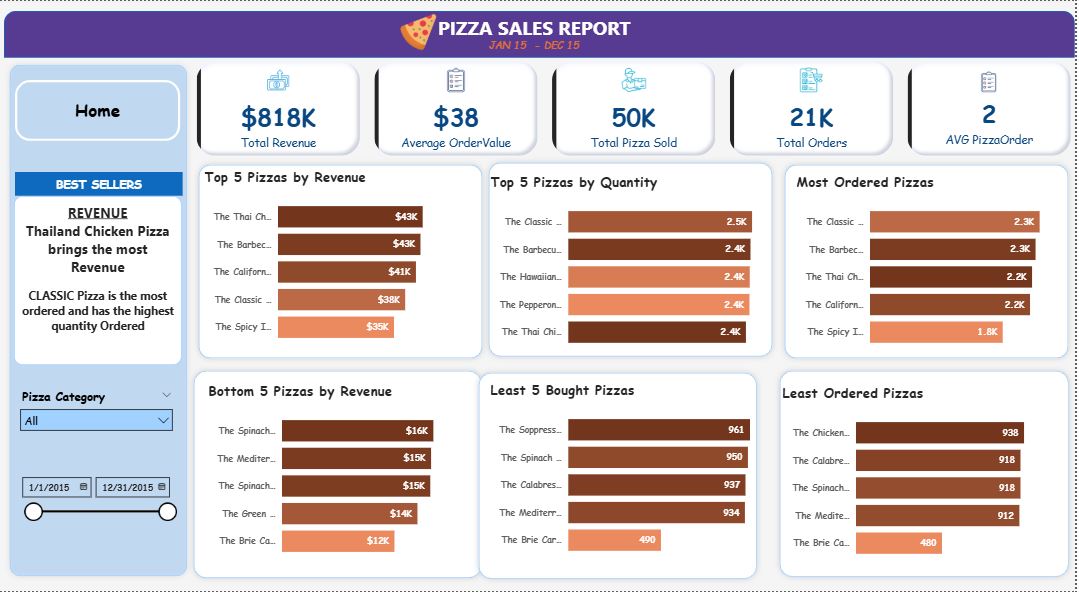 PIZZA SALES REPORT
JAN 15 - DEC 15
Home
$818K
Total Revenue
$38
Average OrderValue
50K
Total Pizza Sold
21K
Total Orders
2
AVG PizzaOrder
BEST SELLERS
REVENUE
Thailand Chicken Pizza
brings the most
Revenue
CLASSIC Pizza is the most
ordered and has the highest
quantity Ordered
Pizza Category
All
1/1/2015
12/31/2015
Top 5 Pizzas by Revenue
The Thai Ch... $43K
The Barbec... $43K
The Californ... $41K
The Classic ... $38K
The Spicy I... $35K
Top 5 Pizzas by Quantity
The Classic ... 2.5K
The Barbecu... 2.4K
The Hawaiian... 2.4K
The Pepperon... 2.4K
The Thai Chi... 2.4K
Most Ordered Pizzas
The Classic ... 2.3K
The Barbec... 2.3K
The Thai Ch... 2.2K
The Californ... 2.2K
The Spicy I... 1.8K
Bottom 5 Pizzas by Revenue
The Spinach... $16K
The Mediter... $15K
The Spinach... $15K
The Green ... $14K
The Brie Ca... $12K
Least 5 Bought Pizzas
The Soppress... 961
The Spinach ... 950
The Calabres... 937
The Mediterr... 934
The Brie Car... 490
Least Ordered Pizzas
The Chicken... 938
The Calabre... 918
The Spinach... 918
The Medite... 912
The Brie Ca... 480